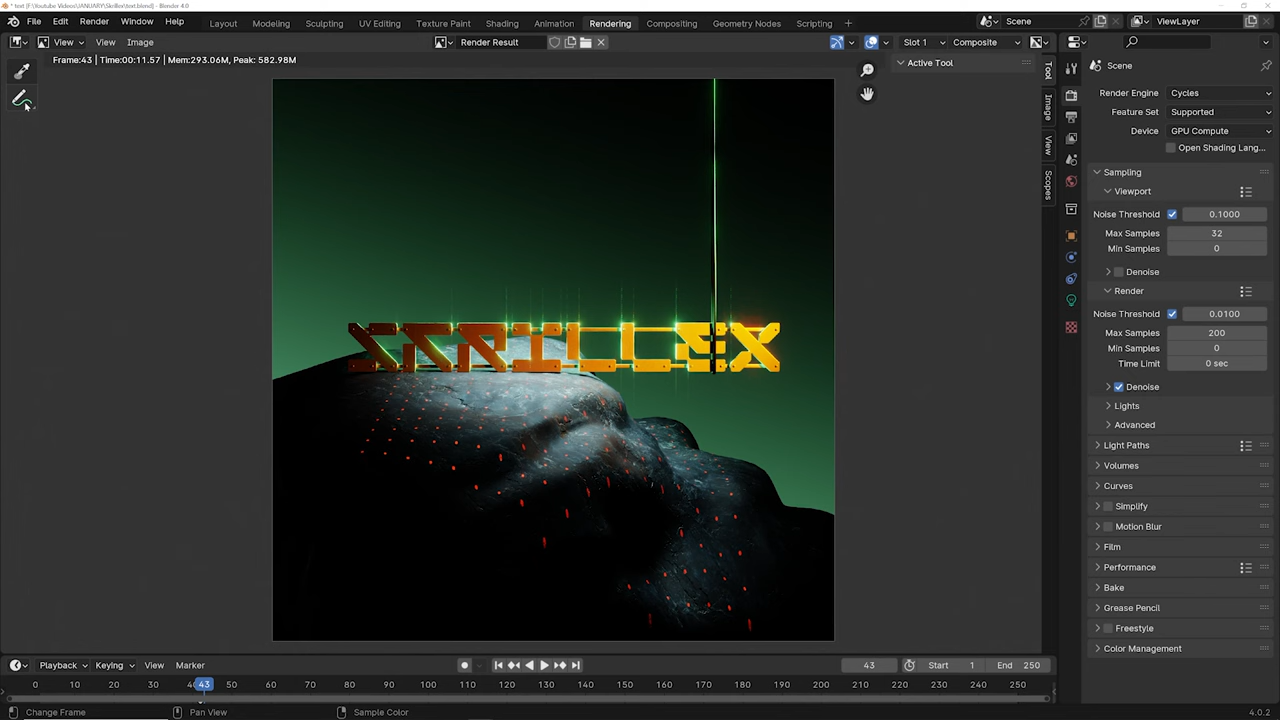 * text [F:\Youtube Videos\JANUARY\Skrillex\text.blend] - Blender 4.0
File Edit Render Window Help Layout Modeling Sculpting UV Editing Texture Paint Shading Animation Rendering Compositing Geometry Nodes Scripting + Scene ViewLayer
View View Image Render Result Slot 1 Composite
Frame:43 | Time:00:11.57 | Mem:293.06M, Peak: 582.98M
Active Tool
Tool
Image
View
Scopes
SKRILLEX
Scene
Render Engine Cycles
Feature Set Supported
Device GPU Compute
Open Shading Lang...
Sampling
Viewport
Noise Threshold 0.1000
Max Samples 32
Min Samples 0
Denoise
Render
Noise Threshold 0.0100
Max Samples 200
Min Samples 0
Time Limit 0 sec
Denoise
Lights
Advanced
Light Paths
Volumes
Curves
Simplify
Motion Blur
Film
Performance
Bake
Grease Pencil
Freestyle
Color Management
Playback Keying View Marker 43 Start 1 End 250
0 10 20 30 43 50 60 70 80 90 100 110 120 130 140 150 160 170 180 190 200 210 220 230 240 250
Change Frame Pan View Sample Color 4.0.2